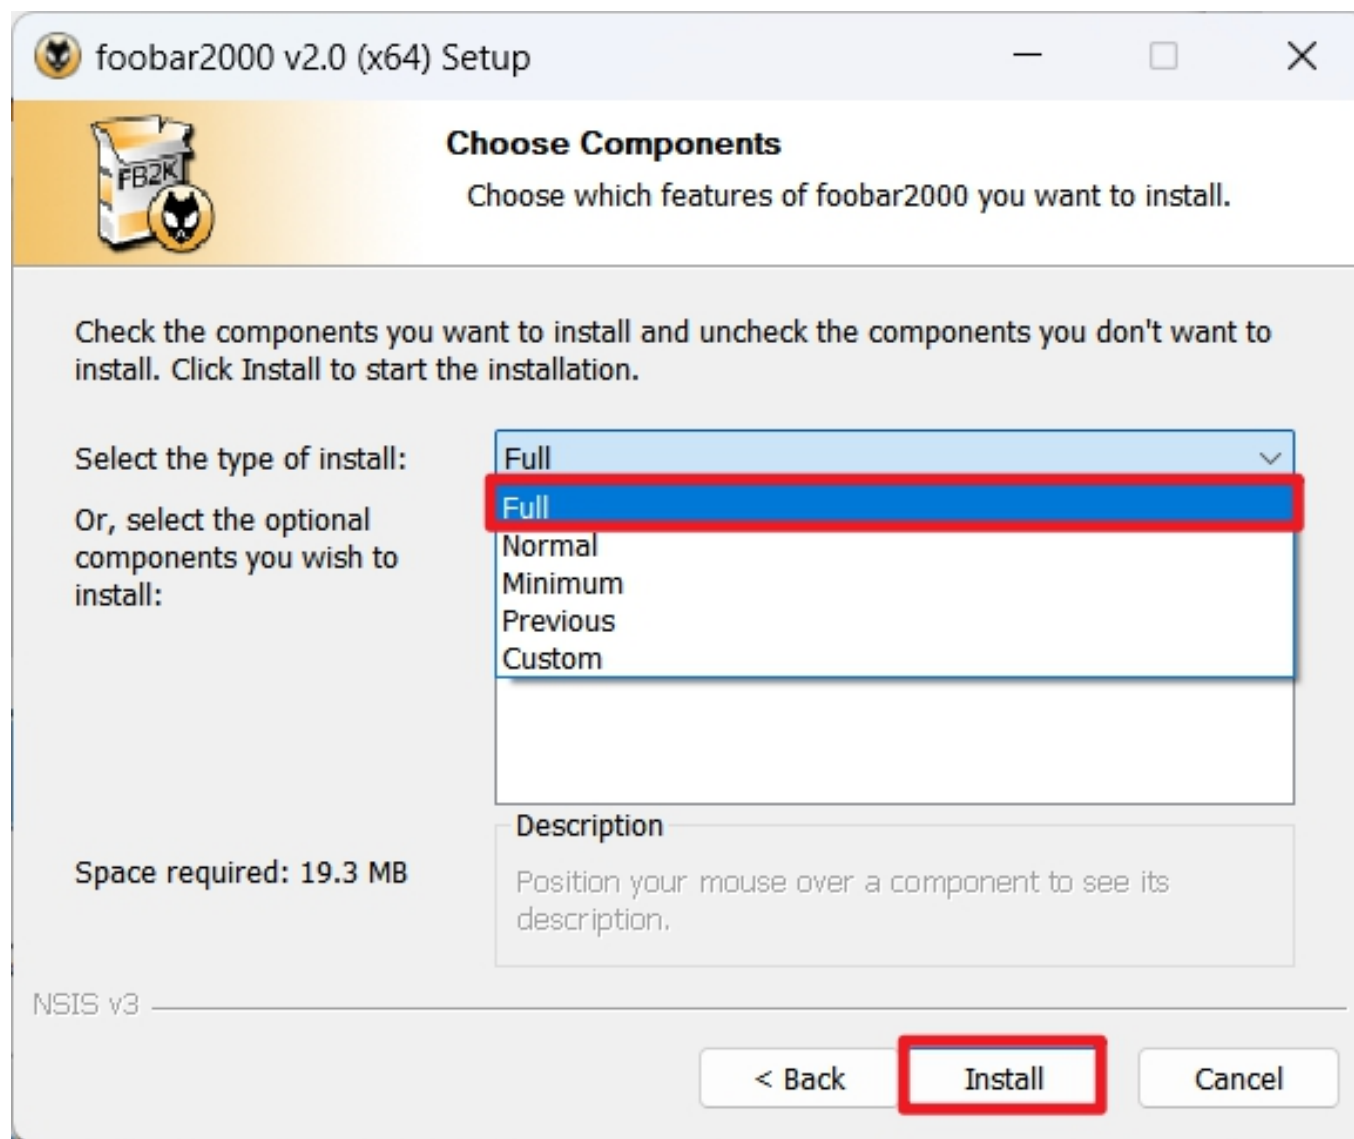 foobar2000 v2.0 (x64) Setup
FB2K
Choose Components
Choose which features of foobar2000 you want to install.
Check the components you want to install and uncheck the components you don't want to
install. Click Install to start the installation.
Select the type of install:
Full
Full
Or, select the optional
components you wish to
install:
Normal
Minimum
Previous
Custom
Description
Space required: 19.3 MB
Position your mouse over a component to see its
description.
NSIS v3
< Back
Install
Cancel